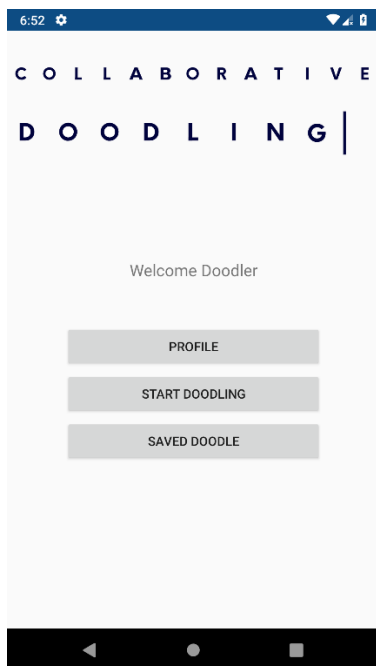 6:52
C O L L A B O R A T I V E
D O O D L I N G
Welcome Doodler
PROFILE
START DOODLING
SAVED DOODLE